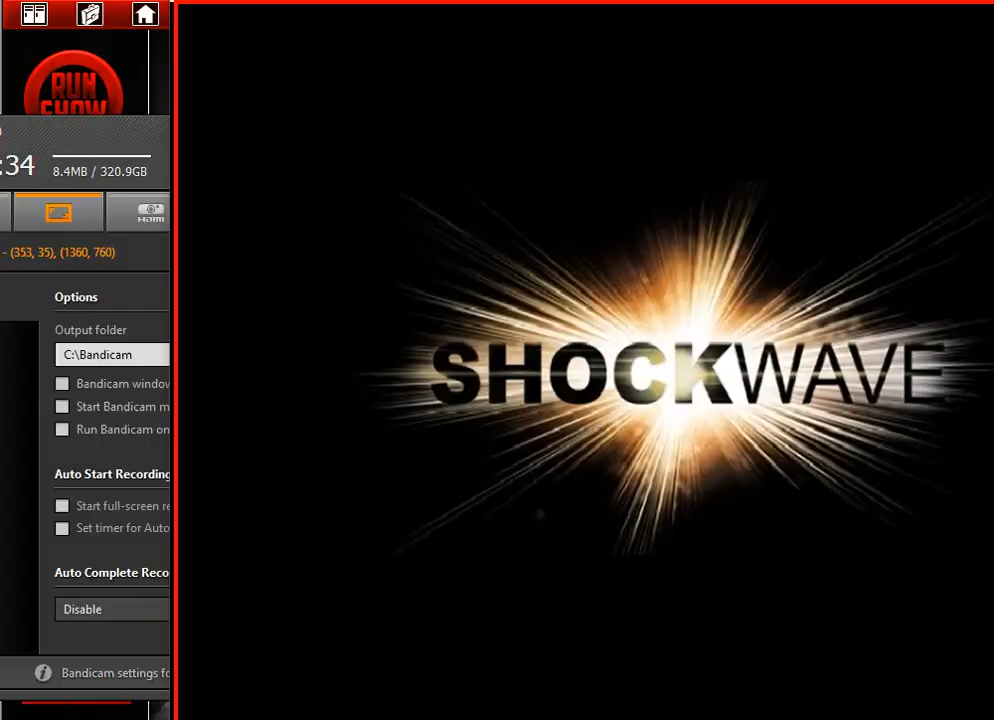 RUN
SHOW
:34
8.4MB / 320.9GB
HDMI
- (353, 35), (1360, 760)
Options
Output folder
C:\Bandicam
Bandicam window
Start Bandicam m
Run Bandicam on
Auto Start Recording
Start full-screen re
Set timer for Auto
Auto Complete Reco
Disable
Bandicam settings fo
SHOCKWAVE